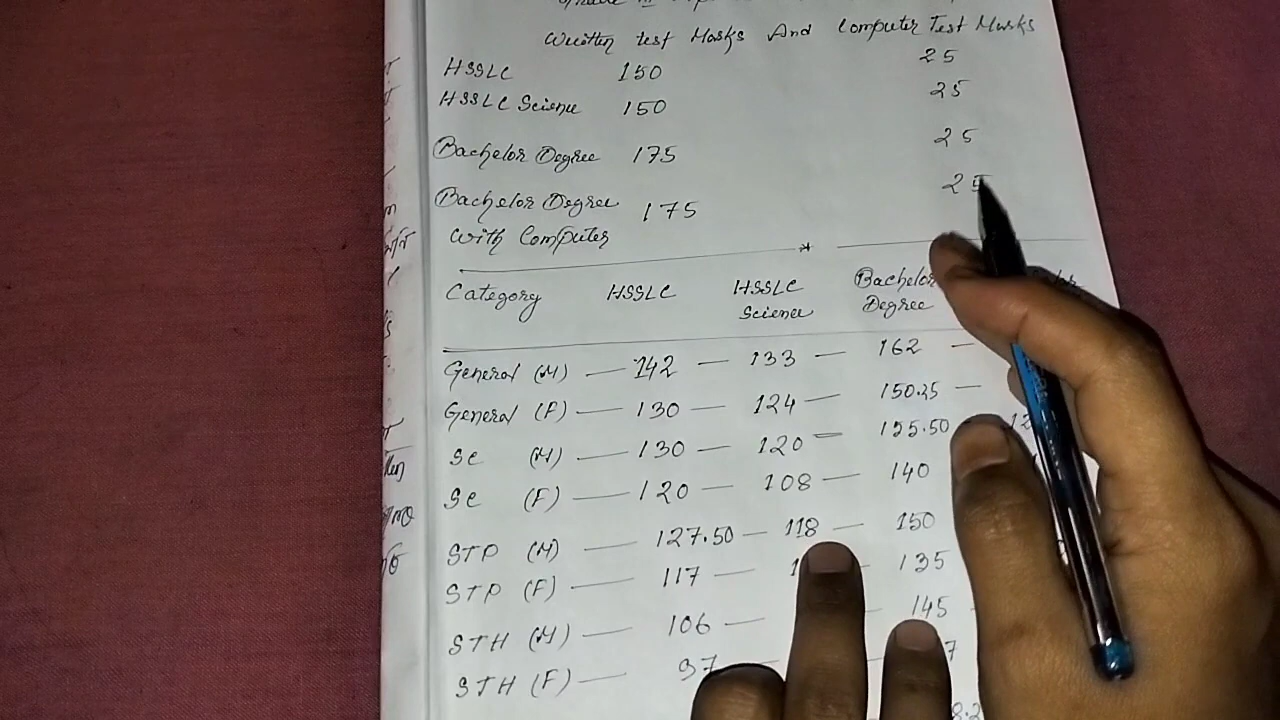 Written test Marks And Computer Test Marks
HSSLC 150 25
HSSLC Science 150 25
Bachelor Degree 175 25
Bachelor Degree 175 25
With Computer
Category HSSLC HSSLC Science Bachelor Degree
General (M) — 142 — 133 — 162 —
General (F) — 130 — 124 — 150.25 —
SC (M) — 130 — 120 — 155.50
SC (F) — 120 — 108 — 140
STP (M) — 127.50 — 118 — 150
STP (F) — 117 — 135
STH (M) — 106 — 145
STH (F) — 97 —